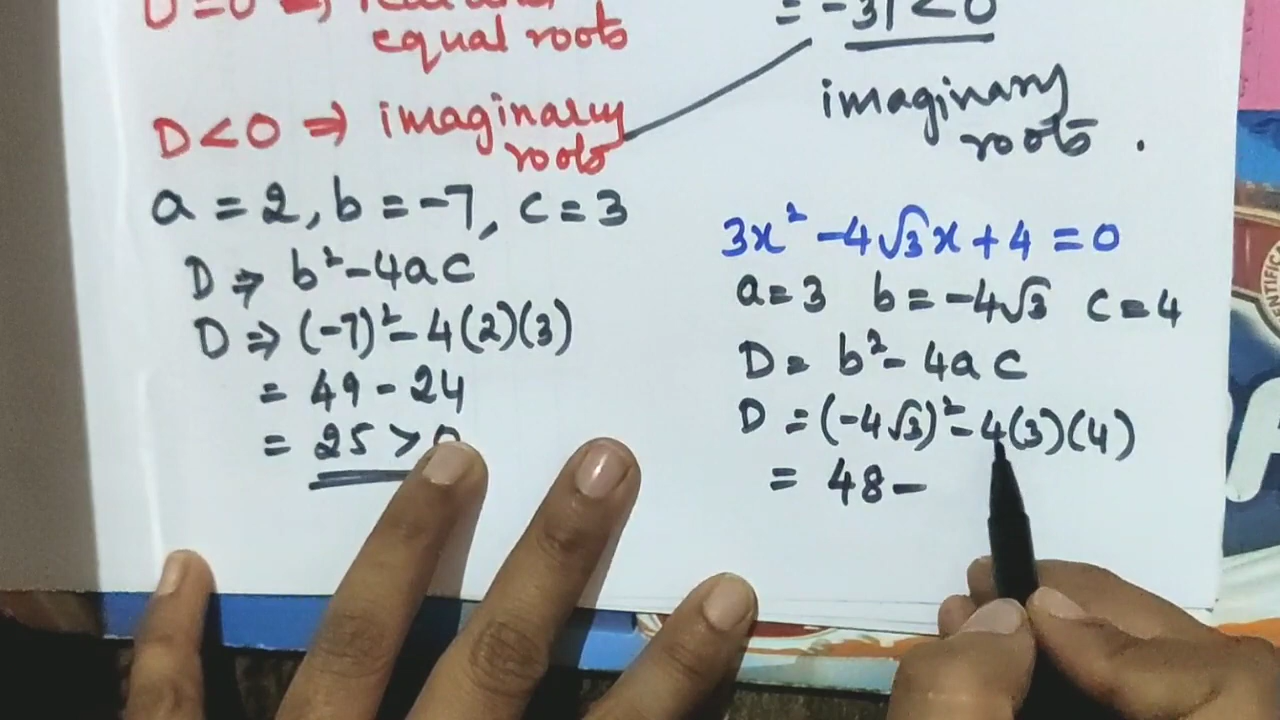 D=0 ⇒
equal roots
D<0 ⇒ imaginary
roots
a = 2, b = -7, c = 3
D ⇒ b² - 4ac
D ⇒ (-7)² - 4(2)(3)
= 49 - 24
= 25 > 0
= -31 < 0
imaginary
roots.
3x² - 4√3x + 4 = 0
a = 3 b = -4√3 c = 4
D = b² - 4ac
D = (-4√3)² - 4(3)(4)
= 48 -